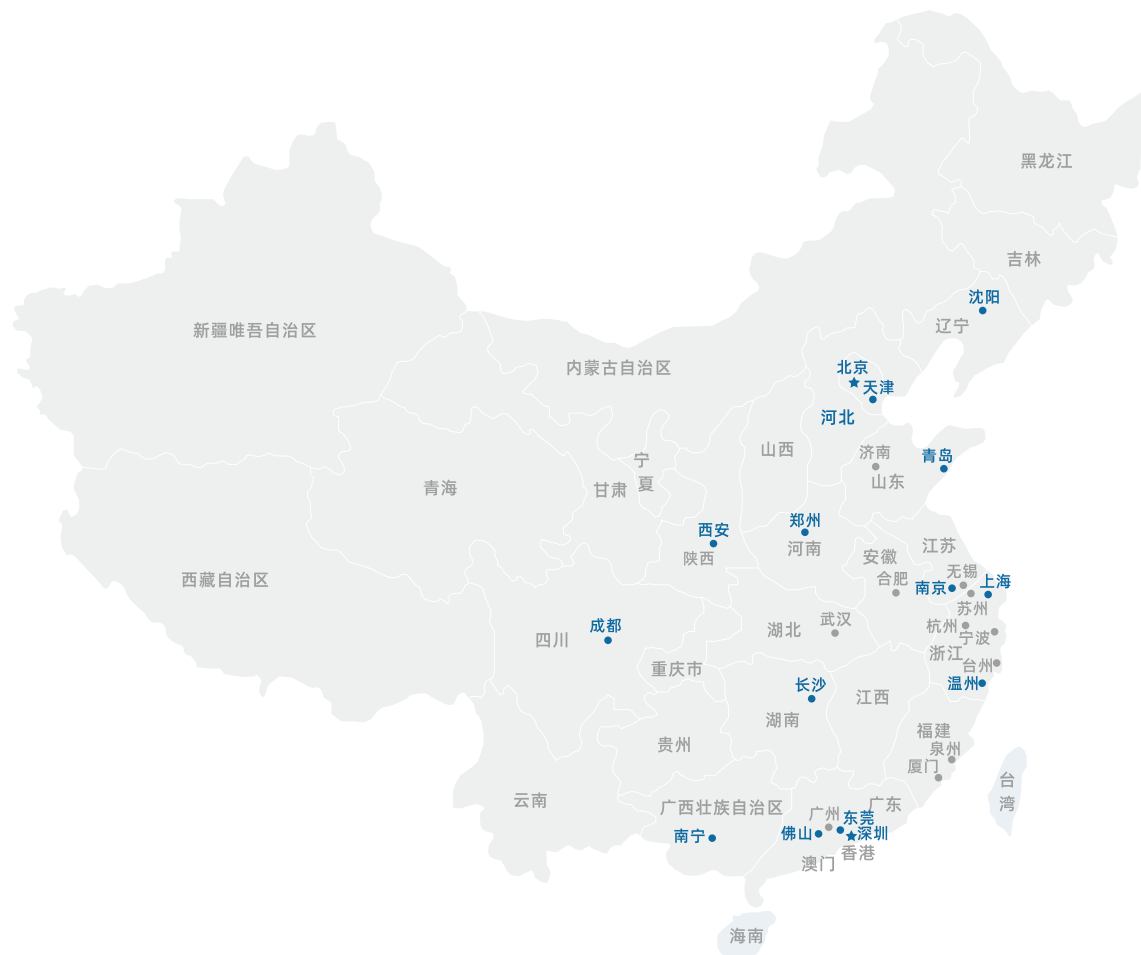 黑龙江
吉林
沈阳
辽宁
新疆唯吾自治区
内蒙古自治区
北京
天津
河北
山西
济南
青岛
宁
夏
山东
青海
甘肃
西安
郑州
陕西
河南
江苏
安徽
无锡
合肥
南京
上海
西藏自治区
苏州
四川
成都
湖北
武汉
杭州
宁波
浙江
台州
重庆市
温州
长沙
江西
湖南
福建
贵州
泉州
厦门
台
湾
云南
广西壮族自治区
广东
广州
东莞
南宁
佛山
深圳
香港
澳门
海南